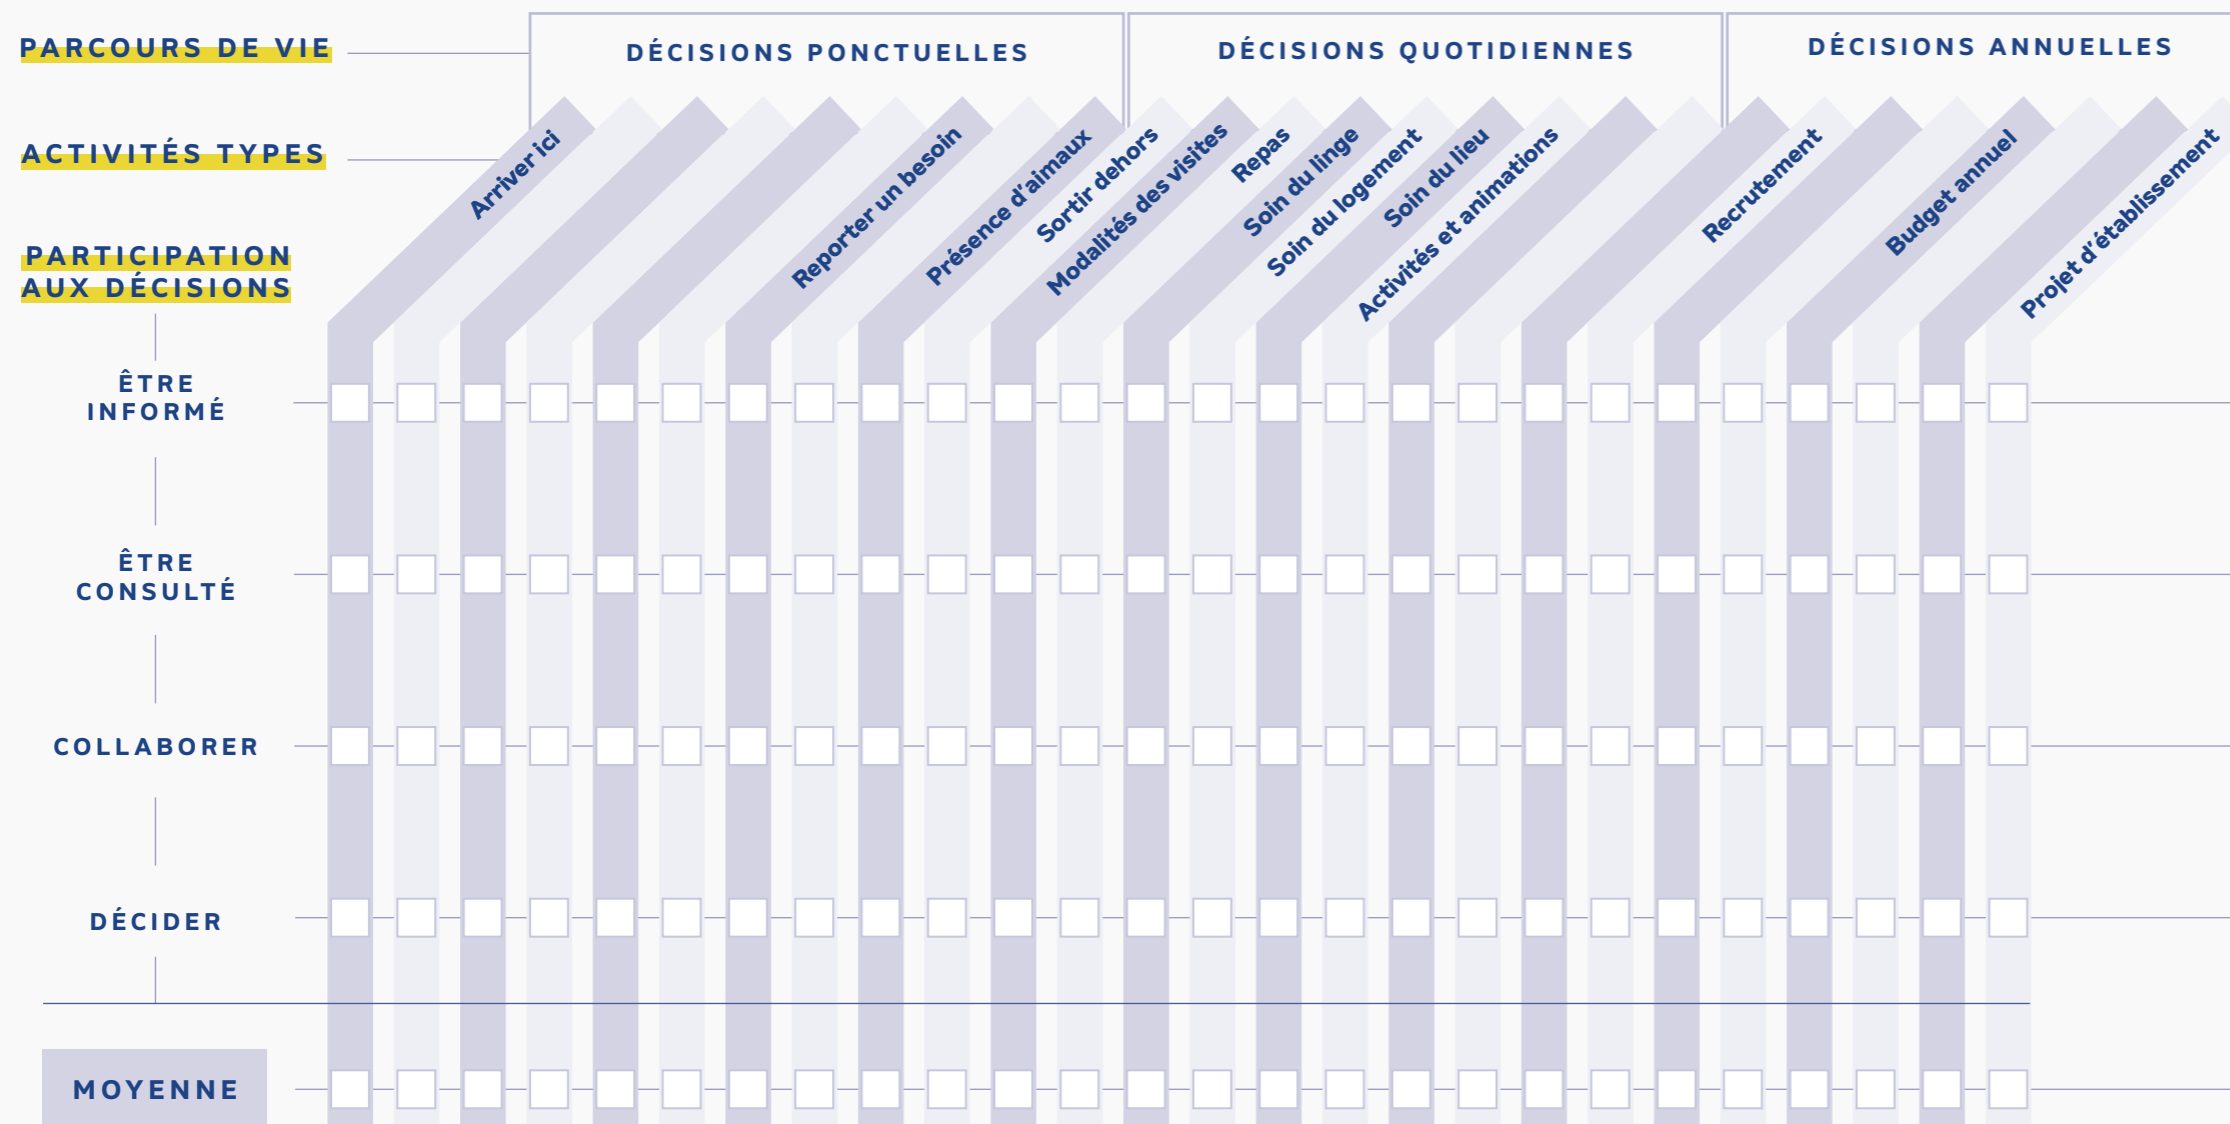 PARCOURS DE VIE
DÉCISIONS PONCTUELLES
DÉCISIONS QUOTIDIENNES
DÉCISIONS ANNUELLES
ACTIVITÉS TYPES
Arriver ici
Reporter un besoin
Présence d'aimaux
Sortir dehors
Modalités des visites
Repas
Soin du linge
Soin du logement
Soin du lieu
Activités et animations
Recrutement
Budget annuel
Projet d'établissement
PARTICIPATION
AUX DÉCISIONS
ÊTRE
INFORMÉ
ÊTRE
CONSULTÉ
COLLABORER
DÉCIDER
MOYENNE